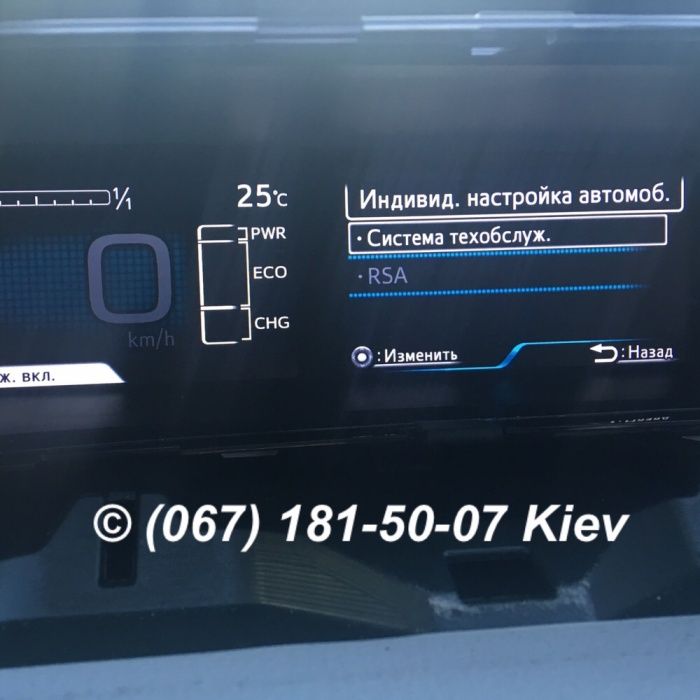 1/1
25°C
Индивид. настройка автомоб.
PWR
· Система техобслуж.
ECO
· RSA
0
CHG
km/h
: Изменить
: Назад
Ж. ВКЛ.
© (067) 181-50-07 Kiev